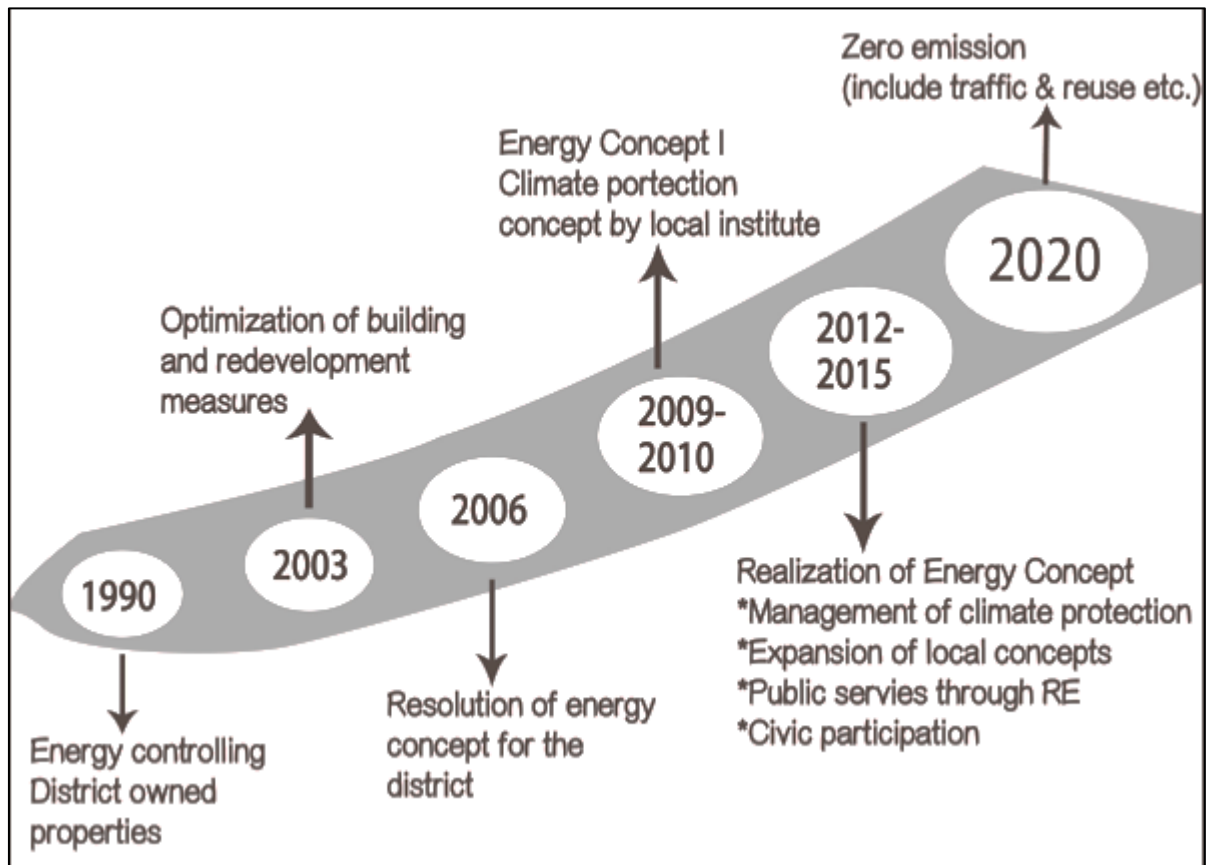 Zero emission
(include traffic & reuse etc.)
Energy Concept I
Climate portection
concept by local institute
Optimization of building
and redevelopment
measures
2020
2012-
2015
2009-
2010
2006
2003
1990
Realization of Energy Concept
*Management of climate protection
*Expansion of local concepts
*Public servies through RE
*Civic participation
Resolution of energy
concept for the
district
Energy controlling
District owned
properties